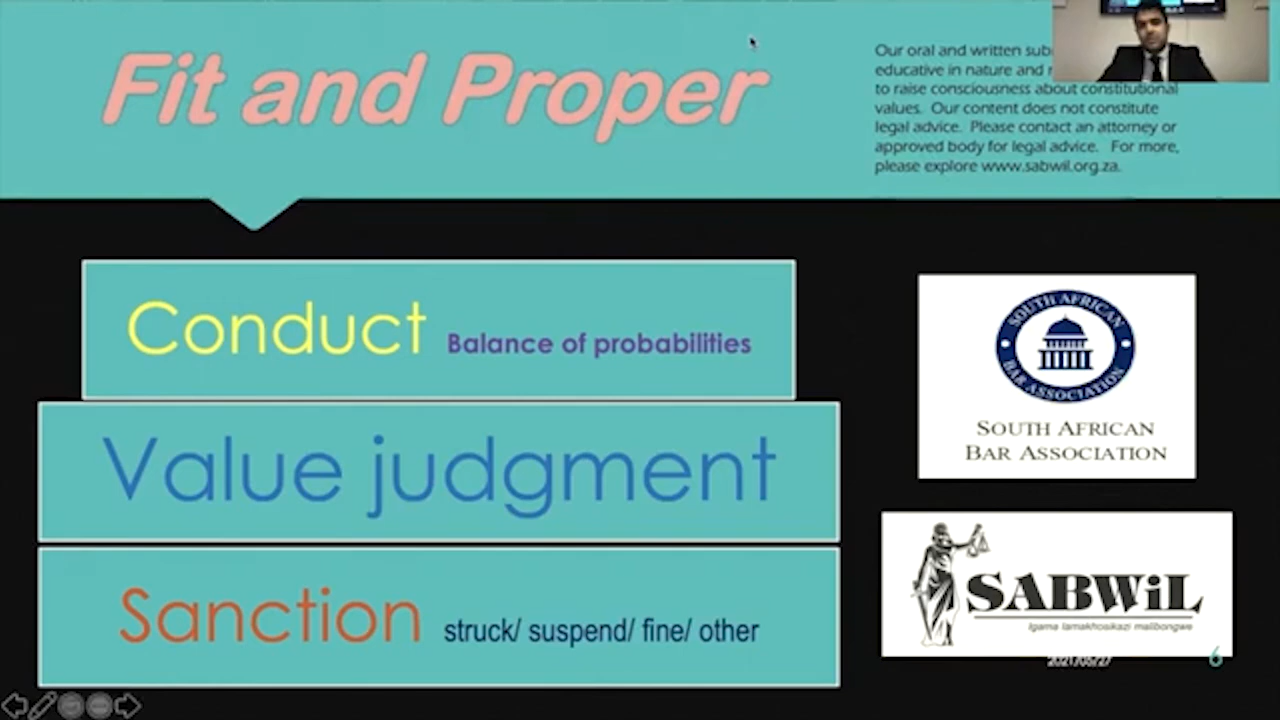 Fit and Proper
Our oral and written
educative in nature and
to raise consciousness about constitutional
values. Our content does not constitute
legal advice. Please contact an attorney or
approved body for legal advice. For more,
please explore www.sabwil.org.za.
Conduct Balance of probabilities
Value judgment
Sanction struck/ suspend/ fine/ other
SOUTH AFRICAN
BAR ASSOCIATION
SOUTH AFRICAN
BAR ASSOCIATION
SABWiL
Igama lamakhosikazi malibongwe
2021/05/27
6